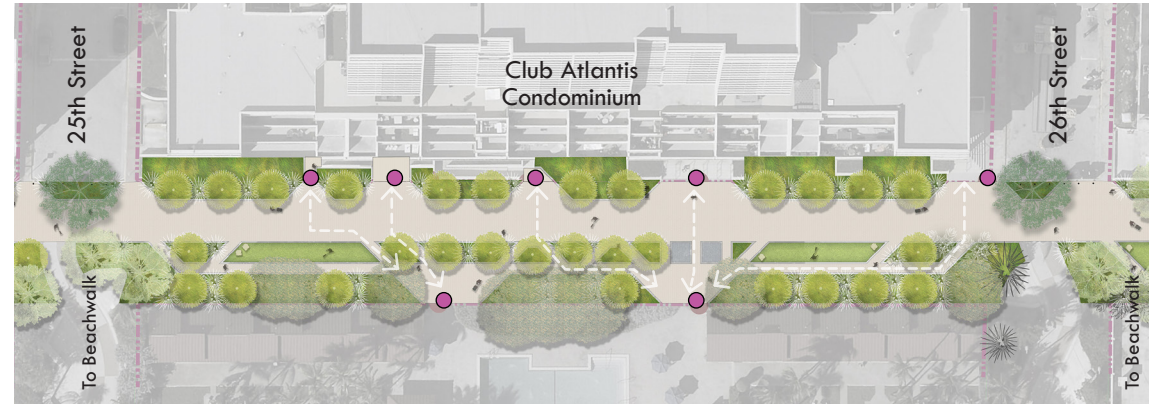 25th Street
Club Atlantis
Condominium
26th Street
To Beachwalk
To Beachwalk